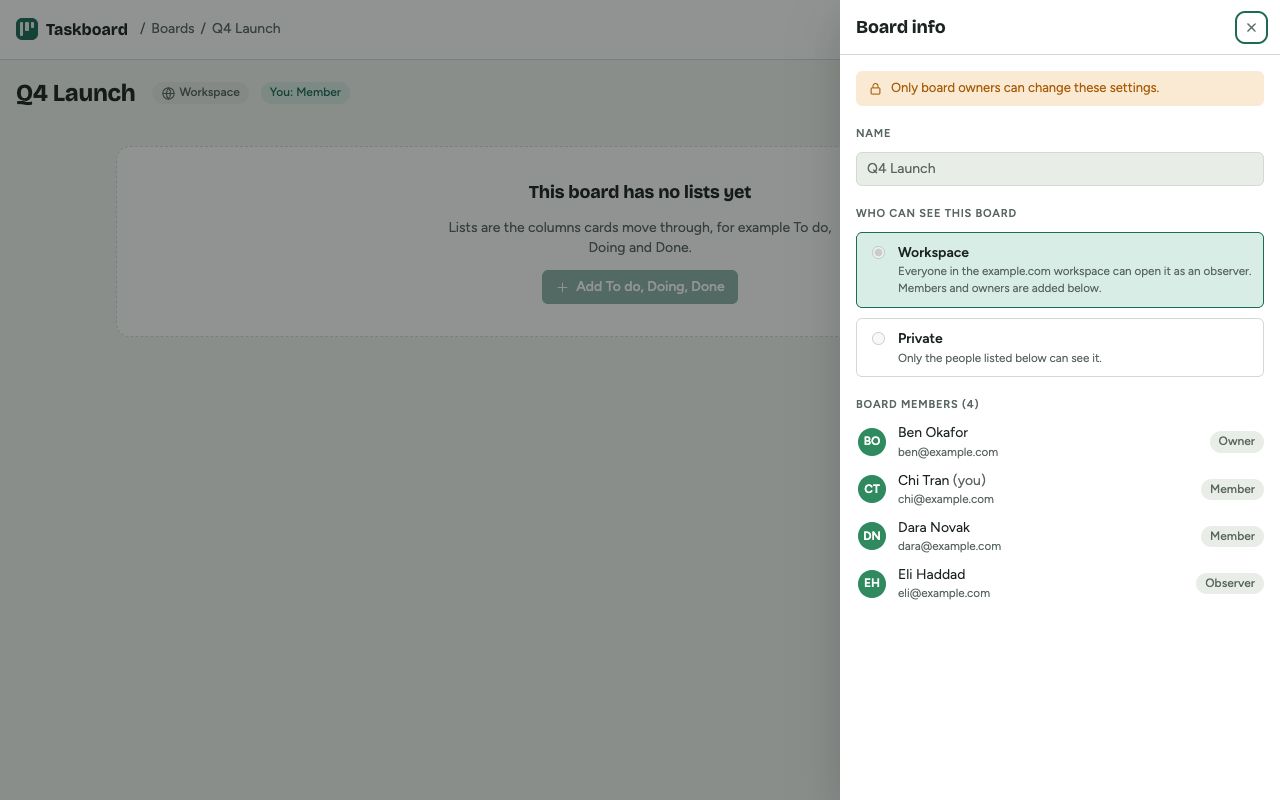 Taskboard / Boards / Q4 Launch
Q4 Launch
Workspace
You: Member
This board has no lists yet
Lists are the columns cards move through, for example To do,
Doing and Done.
Add To do, Doing, Done
Board info
Only board owners can change these settings.
NAME
Q4 Launch
WHO CAN SEE THIS BOARD
Workspace
Everyone in the example.com workspace can open it as an observer.
Members and owners are added below.
Private
Only the people listed below can see it.
BOARD MEMBERS (4)
BO
Ben Okafor
ben@example.com
Owner
CT
Chi Tran (you)
chi@example.com
Member
DN
Dara Novak
dara@example.com
Member
EH
Eli Haddad
eli@example.com
Observer